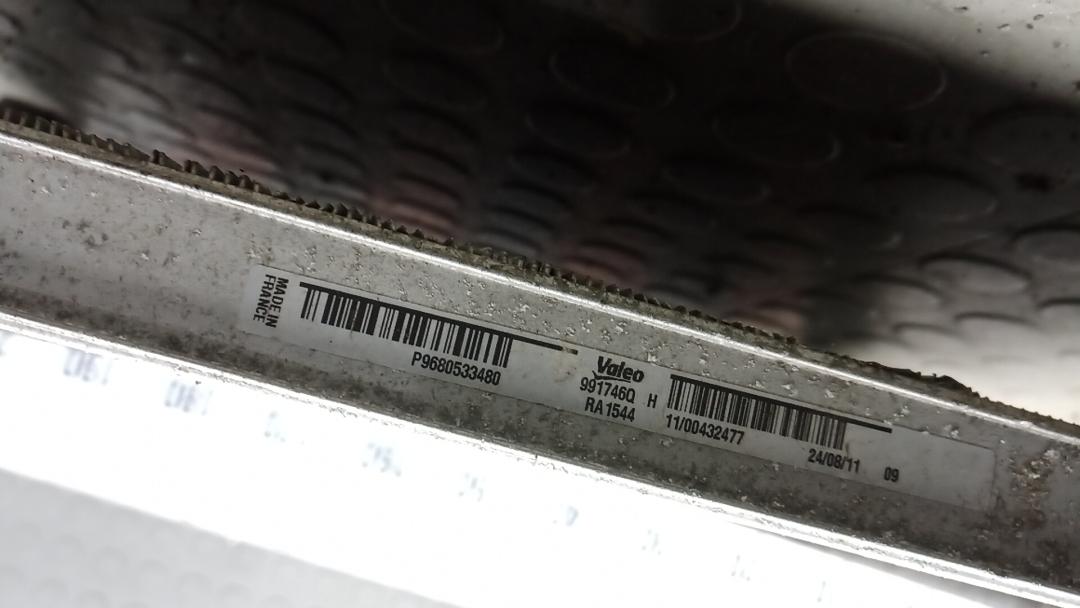 MADE IN
FRANCE
P9680533480
Valeo
991746Q H
RA1544
11/00432477
24/08/11 09